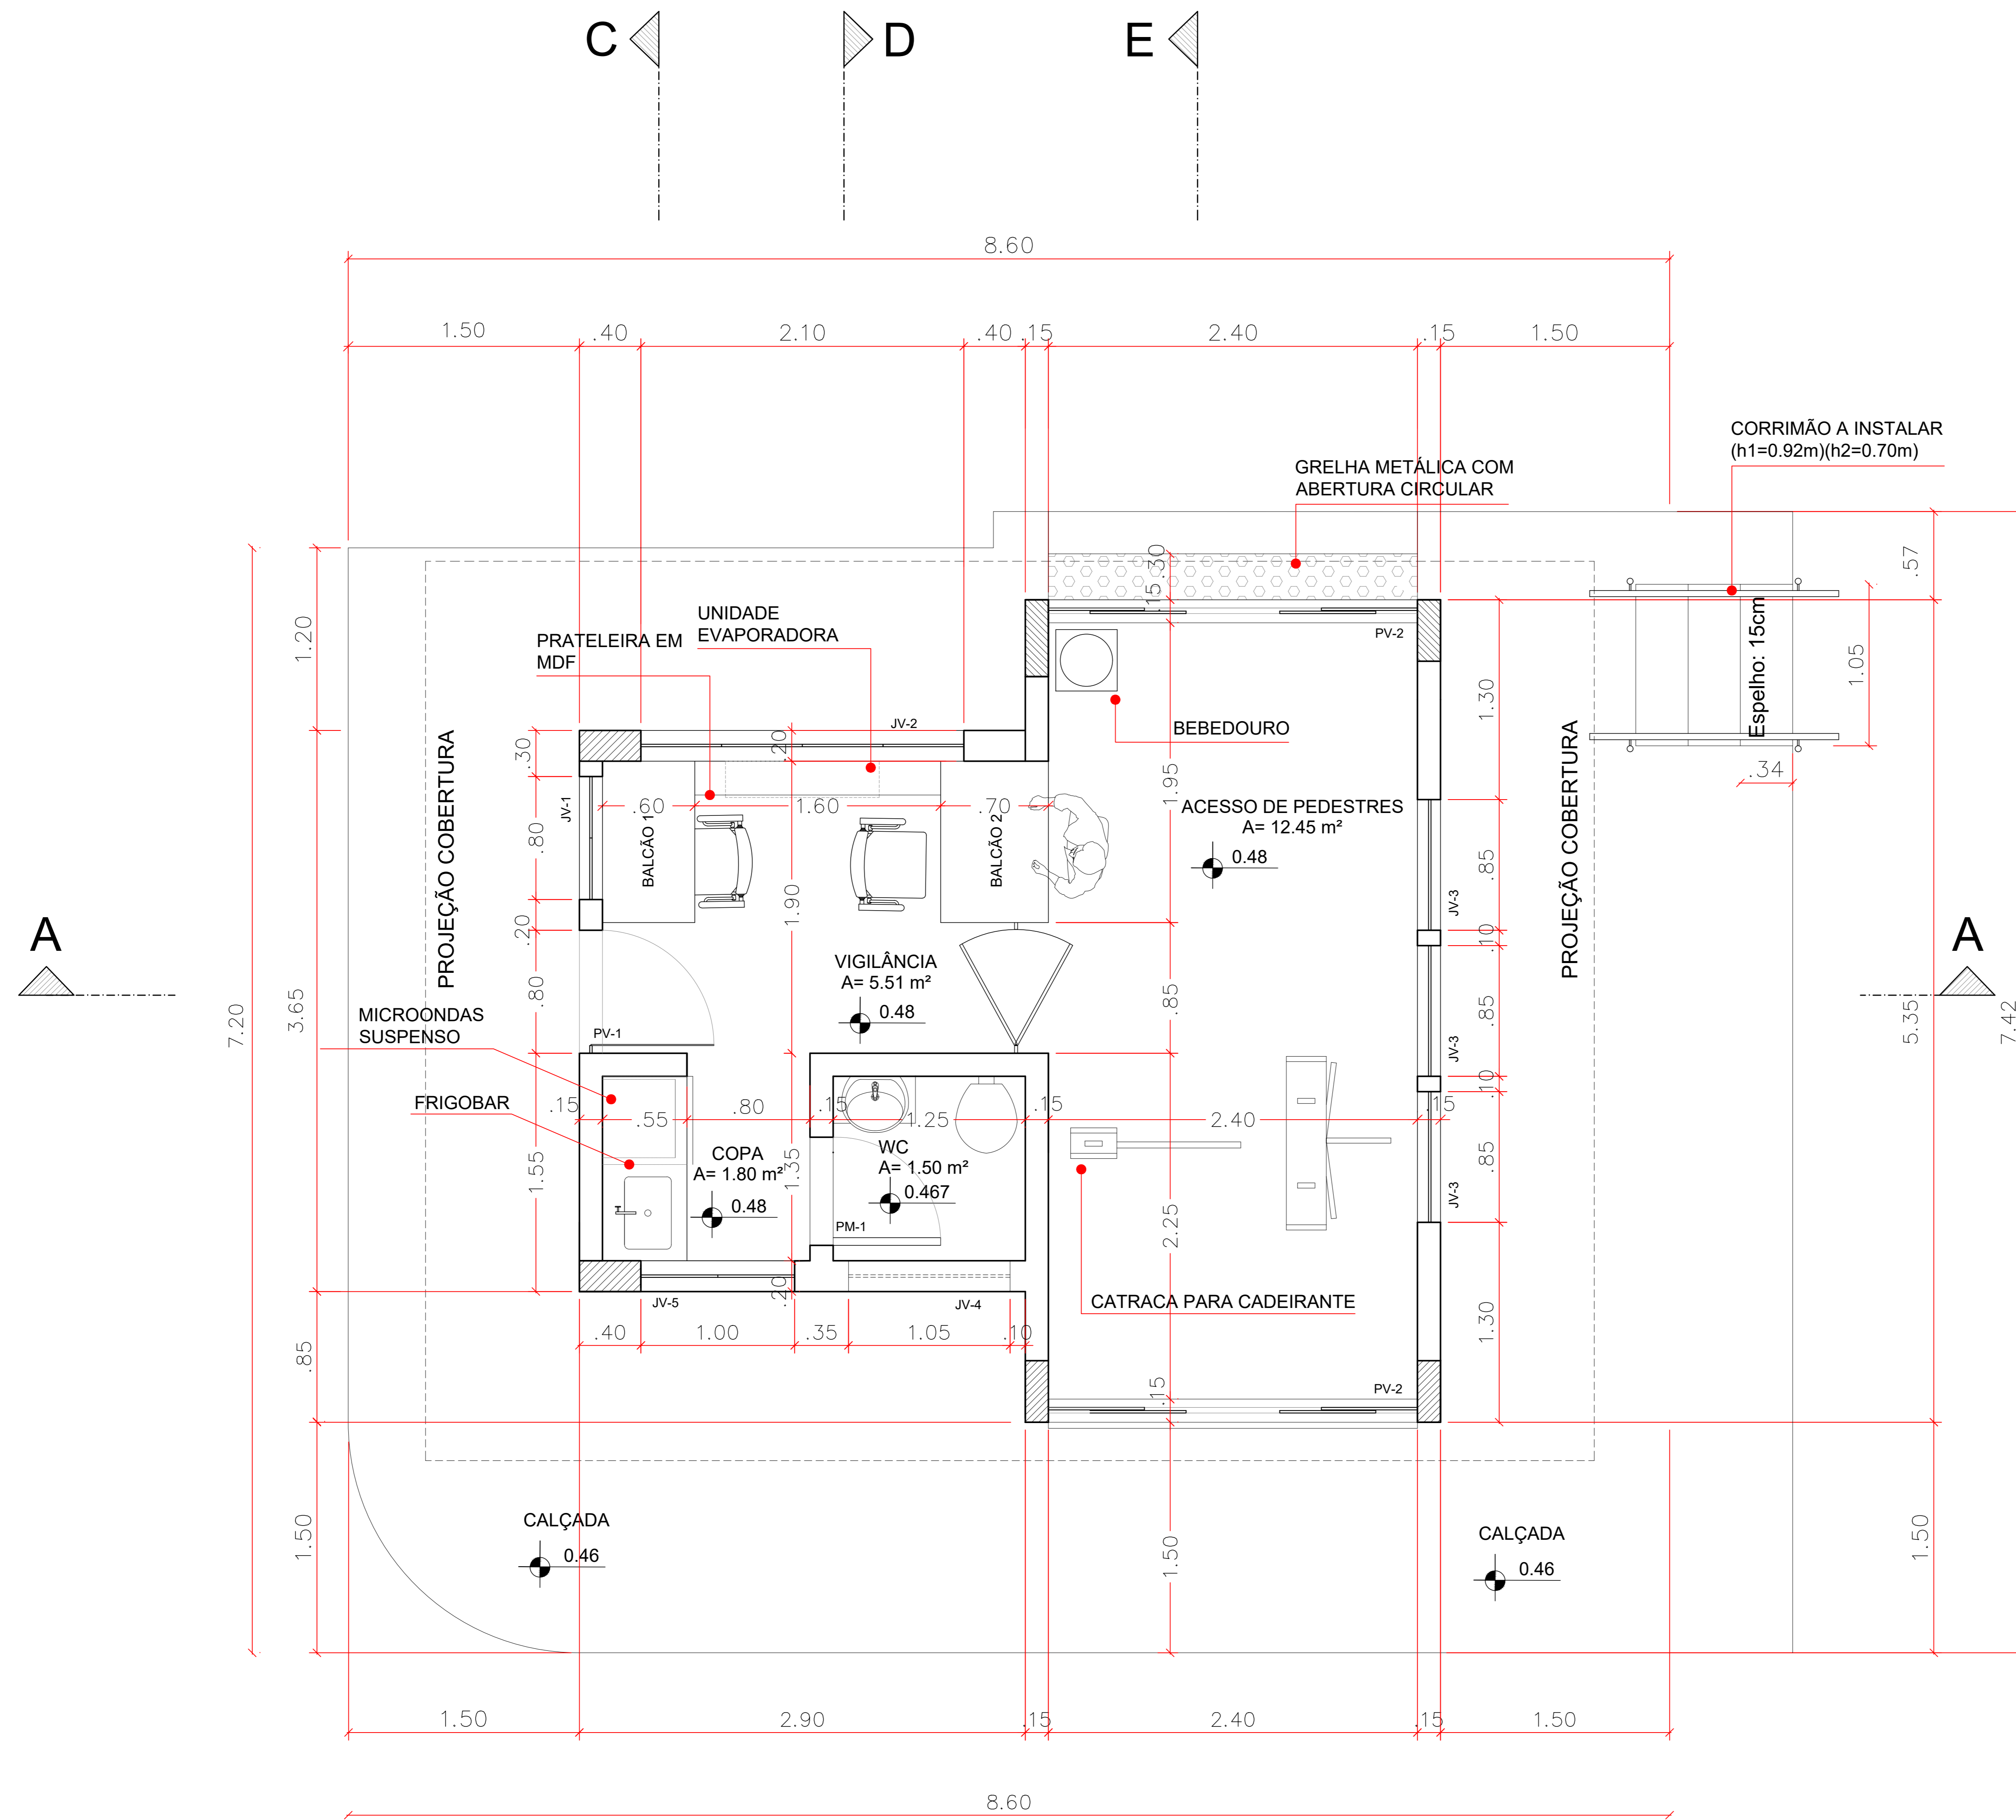 C
D
E
8.60
1.50
.40
2.10
.40
.15
2.40
.15
1.50
CORRIMÃO A INSTALAR
(h1=0.92m)(h2=0.70m)
GRELHA METÁLICA COM
ABERTURA CIRCULAR
.57
.30
.15
Espelho: 15cm
1.05
.34
1.20
UNIDADE
EVAPORADORA
PRATELEIRA EM
MDF
PV-2
1.30
BEBEDOURO
JV-2
.20
.30
PROJEÇÃO COBERTURA
PROJEÇÃO COBERTURA
JV-1
.80
.60
1.60
.70
1.95
ACESSO DE PEDESTRES
A= 12.45 m²
0.48
BALCÃO 1
BALCÃO 2
.85
JV-3
1.90
A
A
.20
.10
VIGILÂNCIA
A= 5.51 m²
0.48
.80
.85
.85
JV-3
7.20
3.65
5.35
7.42
MICROONDAS
SUSPENSO
PV-1
FRIGOBAR
.10
.15
.55
.80
.15
1.25
.15
2.40
.15
COPA
A= 1.80 m²
0.48
WC
A= 1.50 m²
0.467
1.55
1.35
.85
JV-3
PM-1
2.25
.20
JV-5
JV-4
CATRACA PARA CADEIRANTE
1.30
.40
1.00
.35
1.05
.10
.85
.15
PV-2
CALÇADA
0.46
CALÇADA
0.46
1.50
1.50
1.50
1.50
2.90
.15
2.40
.15
1.50
8.60